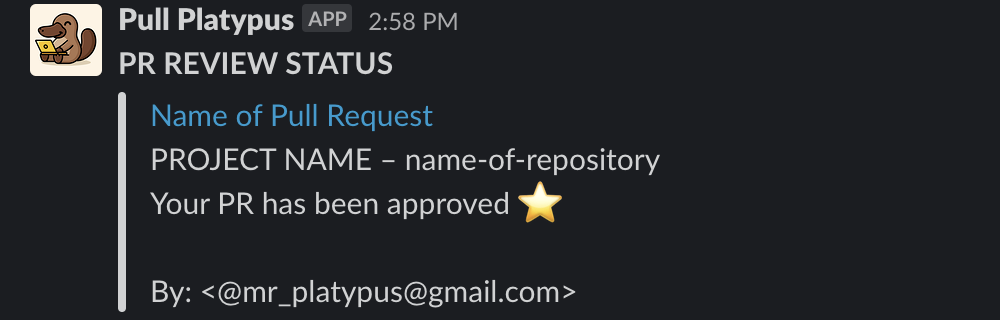 Pull Platypus APP 2:58 PM
PR REVIEW STATUS
Name of Pull Request
PROJECT NAME – name-of-repository
Your PR has been approved ⭐
By: <@mr_platypus@gmail.com>